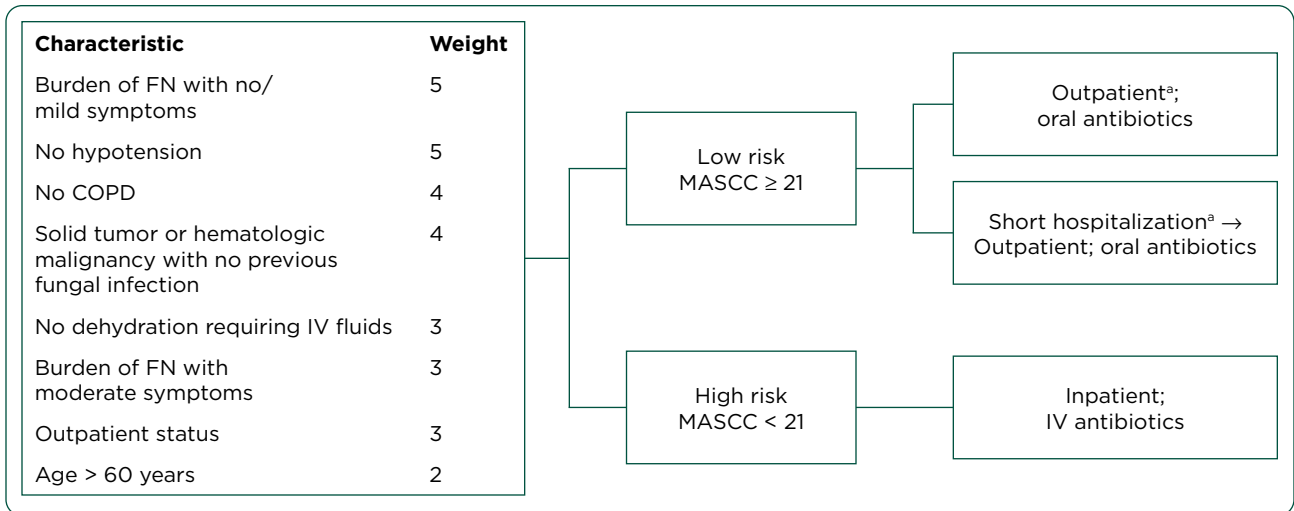 Characteristic Weight
Burden of FN with no/
mild symptoms 5
No hypotension 5
No COPD 4
Solid tumor or hematologic 4
malignancy with no previous
fungal infection
No dehydration requiring IV fluids 3
Burden of FN with 3
moderate symptoms
Outpatient status 3
Age > 60 years 2
Low risk
MASCC ≥ 21
High risk
MASCC < 21
Outpatientᵃ;
oral antibiotics
Short hospitalizationᵃ →
Outpatient; oral antibiotics
Inpatient;
IV antibiotics